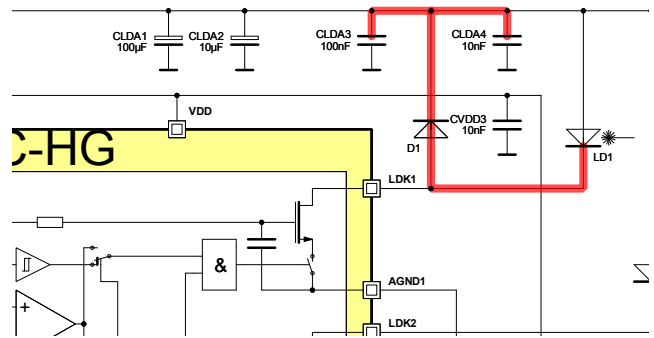 CLDA1
100µF
CLDA2
10µF
CLDA3
100nF
CLDA4
10nF
VDD
CVDD3
10nF
D1
LD1
C-HG
LDK1
&
AGND1
+
LDK2